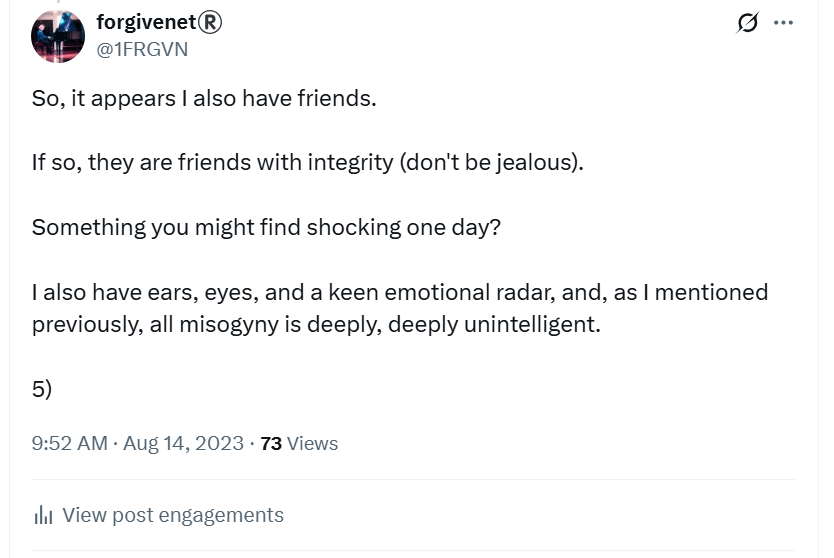 forgivenet®
@1FRGVN
So, it appears I also have friends.
If so, they are friends with integrity (don't be jealous).
Something you might find shocking one day?
I also have ears, eyes, and a keen emotional radar, and, as I mentioned
previously, all misogyny is deeply, deeply unintelligent.
5)
9:52 AM · Aug 14, 2023 · 73 Views
View post engagements